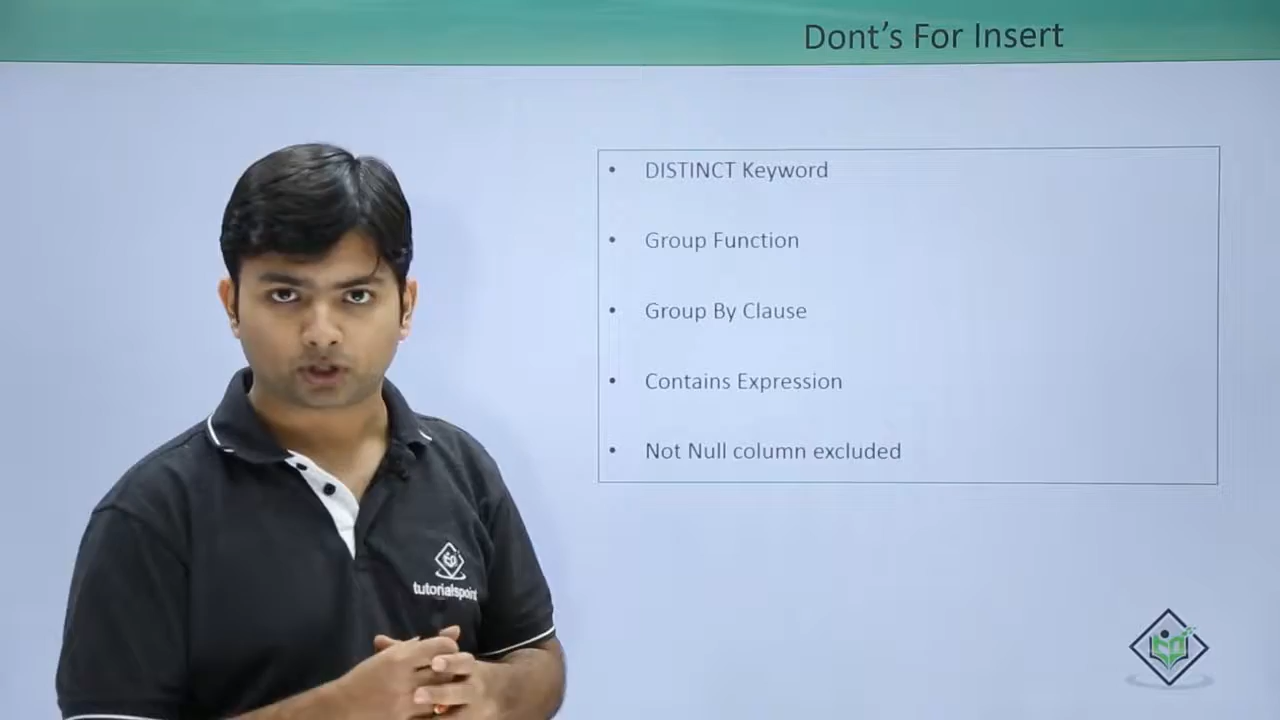 Dont's For Insert
• DISTINCT Keyword
• Group Function
• Group By Clause
• Contains Expression
• Not Null column excluded
tutorialspoint